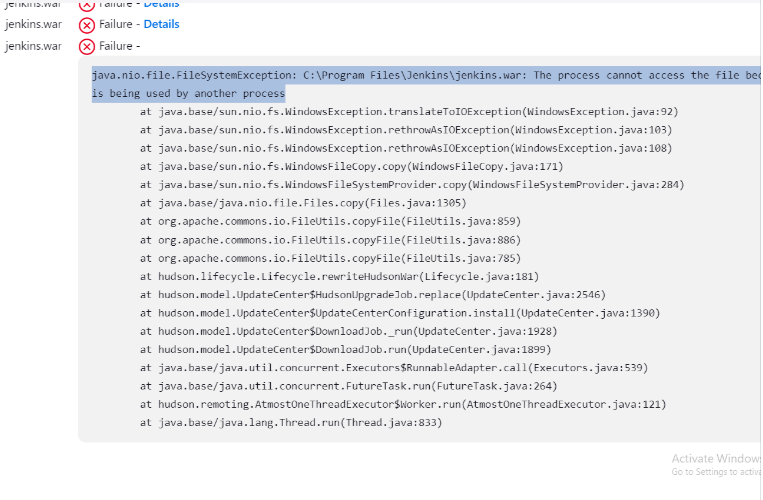 jenkins.war Failure - Details
jenkins.war Failure - Details
jenkins.war Failure -
java.nio.file.FileSystemException: C:\Program Files\Jenkins\jenkins.war: The process cannot access the file bec
is being used by another process
at java.base/sun.nio.fs.WindowsException.translateToIOException(WindowsException.java:92)
at java.base/sun.nio.fs.WindowsException.rethrowAsIOException(WindowsException.java:103)
at java.base/sun.nio.fs.WindowsException.rethrowAsIOException(WindowsException.java:108)
at java.base/sun.nio.fs.WindowsFileCopy.copy(WindowsFileCopy.java:171)
at java.base/sun.nio.fs.WindowsFileSystemProvider.copy(WindowsFileSystemProvider.java:284)
at java.base/java.nio.file.Files.copy(Files.java:1305)
at org.apache.commons.io.FileUtils.copyFile(FileUtils.java:859)
at org.apache.commons.io.FileUtils.copyFile(FileUtils.java:886)
at org.apache.commons.io.FileUtils.copyFile(FileUtils.java:785)
at hudson.lifecycle.Lifecycle.rewriteHudsonWar(Lifecycle.java:181)
at hudson.model.UpdateCenter$HudsonUpgradeJob.replace(UpdateCenter.java:2546)
at hudson.model.UpdateCenter$UpdateCenterConfiguration.install(UpdateCenter.java:1390)
at hudson.model.UpdateCenter$DownloadJob._run(UpdateCenter.java:1928)
at hudson.model.UpdateCenter$DownloadJob.run(UpdateCenter.java:1899)
at java.base/java.util.concurrent.Executors$RunnableAdapter.call(Executors.java:539)
at java.base/java.util.concurrent.FutureTask.run(FutureTask.java:264)
at hudson.remoting.AtmostOneThreadExecutor$Worker.run(AtmostOneThreadExecutor.java:121)
at java.base/java.lang.Thread.run(Thread.java:833)
Activate Windows
Go to Settings to activa